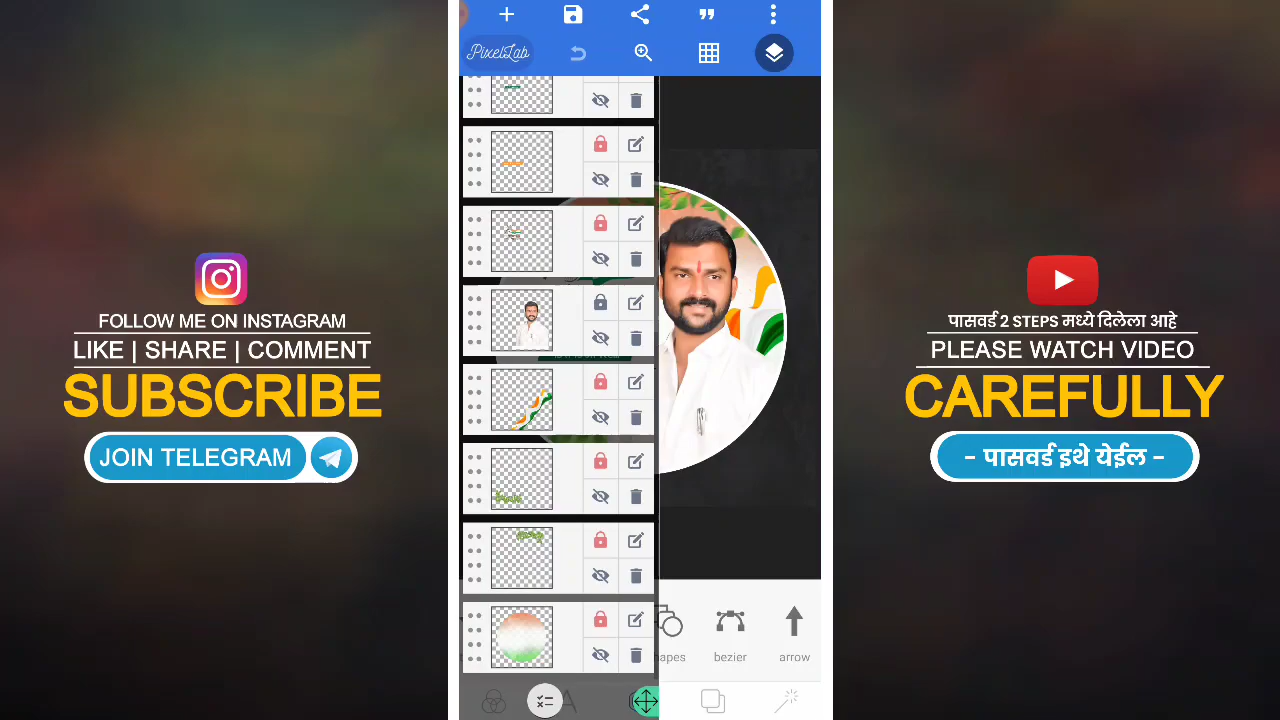 PixelLab
FOLLOW ME ON INSTAGRAM
LIKE | SHARE | COMMENT
SUBSCRIBE
JOIN TELEGRAM
hapes
bezier
arrow
पासवर्ड 2 STEPS मध्ये दिलेला आहे
PLEASE WATCH VIDEO
CAREFULLY
- पासवर्ड इथे येईल -